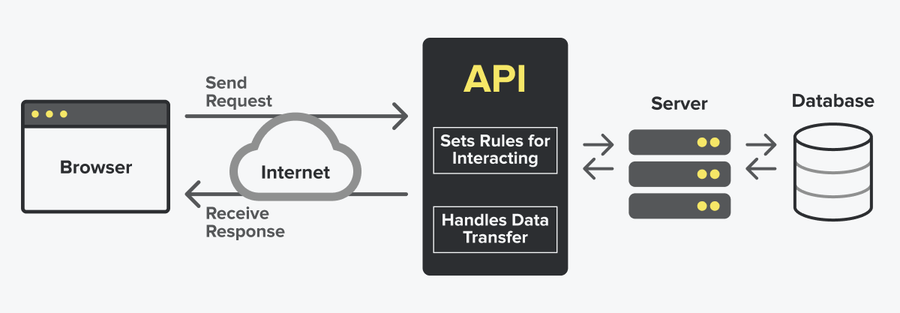 Send
Request
Browser
Internet
Receive
Response
API
Sets Rules for
Interacting
Handles Data
Transfer
Server
Database